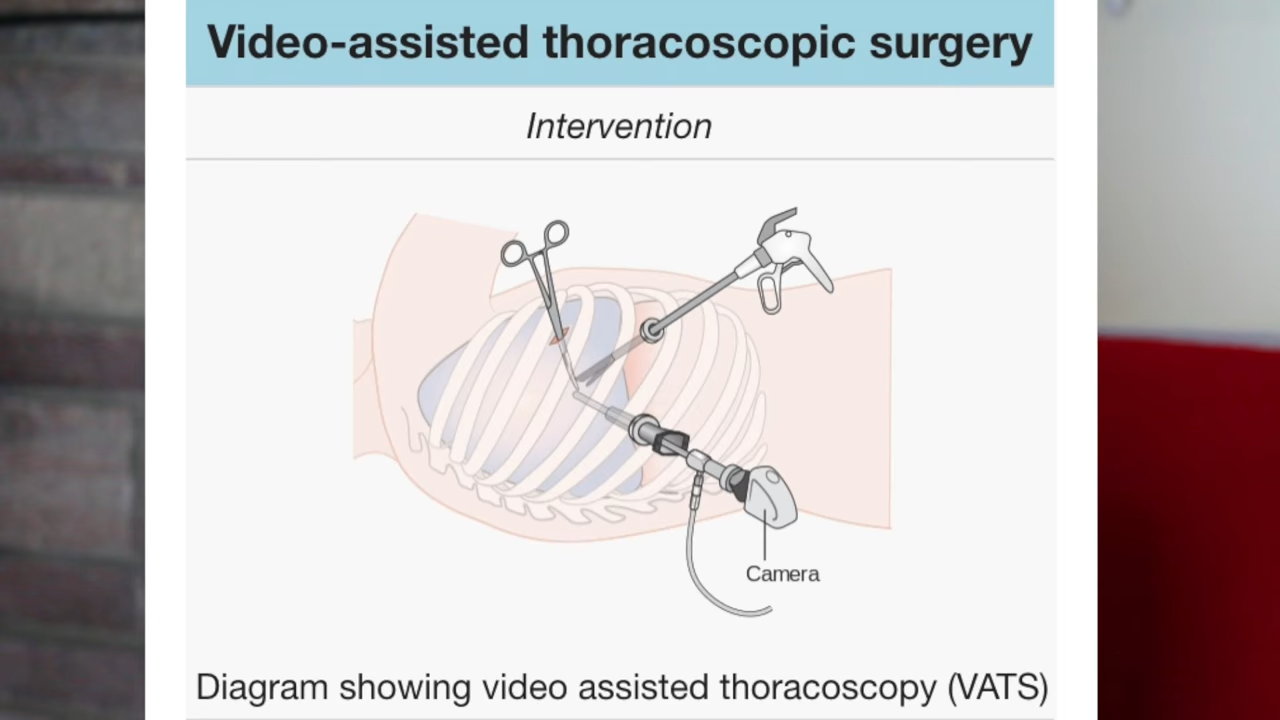 Video-assisted thoracoscopic surgery
Intervention
Camera
Diagram showing video assisted thoracoscopy (VATS)